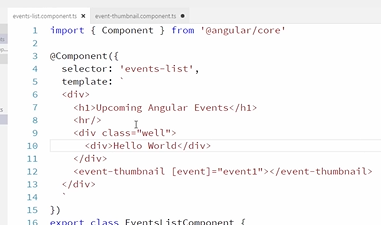 events-list.component.ts event-thumbnail.component.ts
1 import { Component } from '@angular/core'
2
3 @Component({
4 selector: 'events-list',
5 template: `
6 <div>
7 <h1>Upcoming Angular Events</h1>
8 <hr/>
9 <div class="well">
10 <div>Hello World</div>
11 </div>
12 <event-thumbnail [event]="event1"></event-thumbnail>
13 </div>
14 `
15 })
16 export class EventsListComponent {